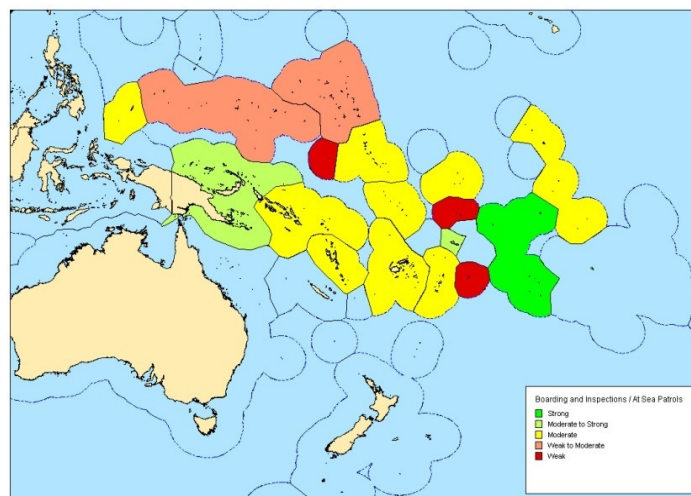 Boarding and Inspections / At Sea Patrols
Strong
Moderate to Strong
Moderate
Weak to Moderate
Weak